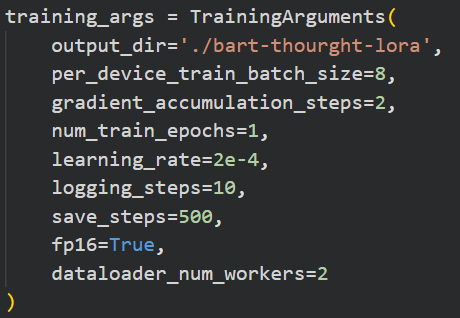 training_args = TrainingArguments(
    output_dir='./bart-thourght-lora',
    per_device_train_batch_size=8,
    gradient_accumulation_steps=2,
    num_train_epochs=1,
    learning_rate=2e-4,
    logging_steps=10,
    save_steps=500,
    fp16=True,
    dataloader_num_workers=2
)